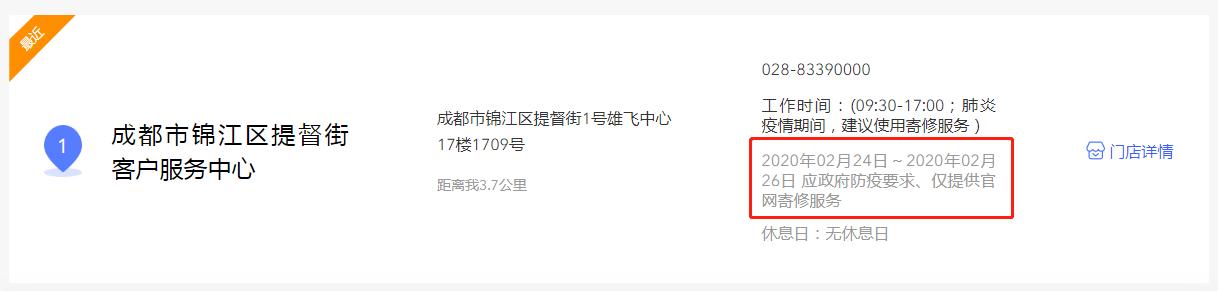 最近
1
成都市锦江区提督街
客户服务中心
成都市锦江区提督街1号雄飞中心
17楼1709号
距离我3.7公里
028-83390000
工作时间：(09:30-17:00；肺炎
疫情期间，建议使用寄修服务 )
2020年02月24日 ~ 2020年02月
26日 应政府防疫要求、仅提供官
网寄修服务
休息日：无休息日
门店详情